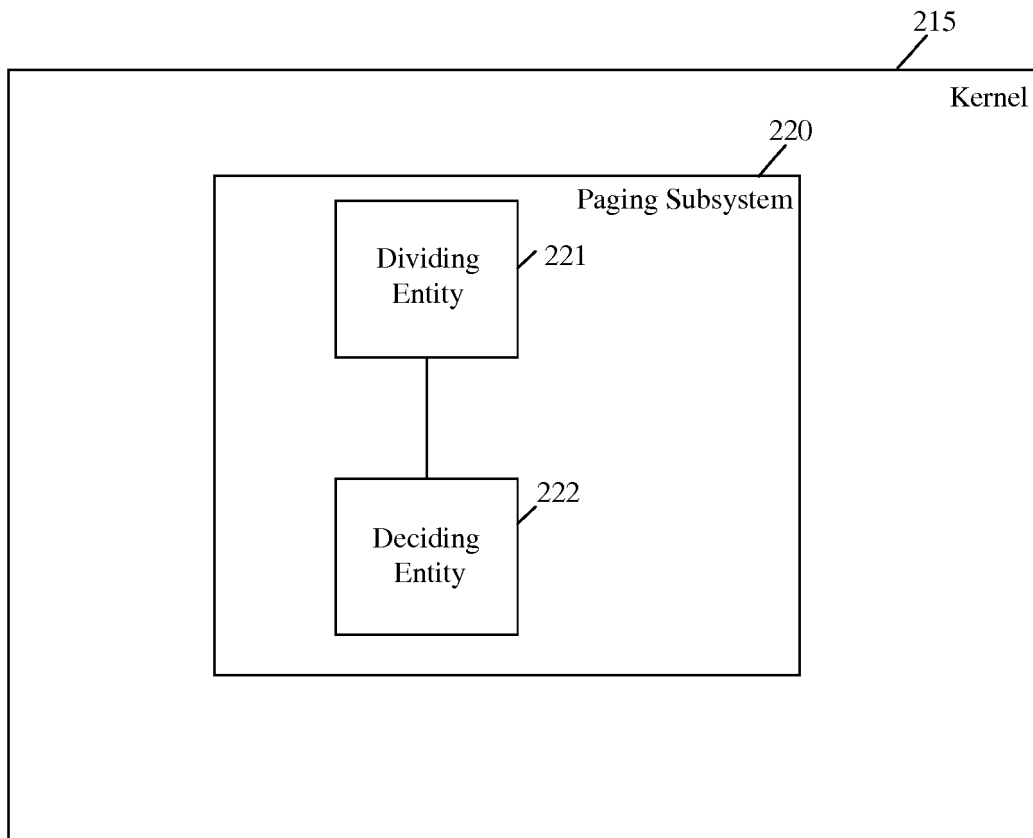 215
Kernel
220
Paging Subsystem
Dividing
Entity
221
222
Deciding
Entity